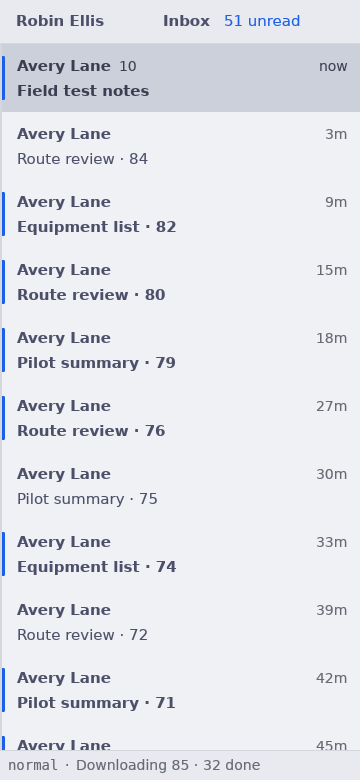 Robin Ellis Inbox 51 unread
Avery Lane 10 now
Field test notes
Avery Lane 3m
Route review · 84
Avery Lane 9m
Equipment list · 82
Avery Lane 15m
Route review · 80
Avery Lane 18m
Pilot summary · 79
Avery Lane 27m
Route review · 76
Avery Lane 30m
Pilot summary · 75
Avery Lane 33m
Equipment list · 74
Avery Lane 39m
Route review · 72
Avery Lane 42m
Pilot summary · 71
Avery Lane 45m
normal · Downloading 85 · 32 done